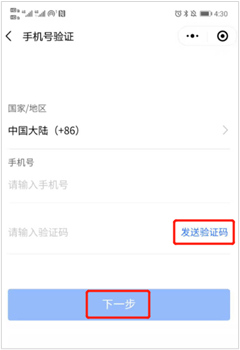 4:30
手机号验证
国家/地区
中国大陆（+86）
手机号
请输入手机号
请输入验证码 发送验证码
下一步